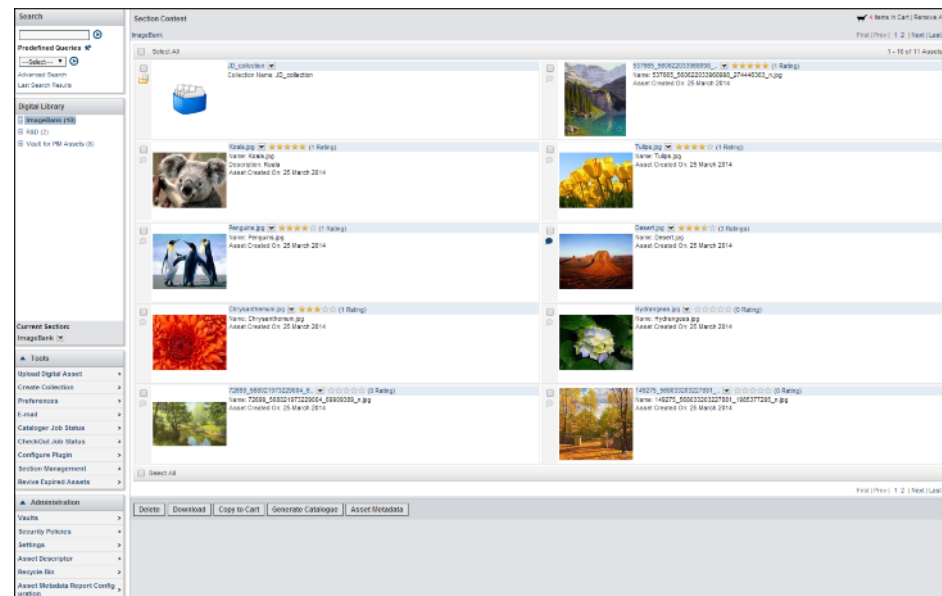 Search
Predefined Queries
---Select---
Advanced Search
Last Search Results
Digital Library
ImageBank (10)
R&D (2)
Vault for PIM Assets (8)
Current Section:
ImageBank
Tools
Upload Digital Asset
Create Collection
Preferences
E-mail
Cataloger Job Status
CheckOut Job Status
Configure Plugin
Section Management
Revive Expired Assets
Administration
Vaults
Security Policies
Settings
Asset Descriptor
Recycle Bin
Asset Metadata Report Config
uration
Section Content
4 Items in Cart | Remove A
ImageBank
First | Prev | 1 2 | Next | Last
Select All
1 - 10 of 11 Assets
JD_collection
Collection Name: JD_collection
(1 Rating)
Asset Created On: 25 March 2014
Koala.jpg (1 Rating)
Name: Koala.jpg
Description: Koala
Asset Created On: 25 March 2014
Tulips.jpg (1 Rating)
Name: Tulips.jpg
Asset Created On: 25 March 2014
Penguins.jpg (1 Rating)
Name: Penguins.jpg
Asset Created On: 25 March 2014
Desert.jpg (3 Ratings)
Name: Desert.jpg
Asset Created On: 25 March 2014
Chrysanthemum.jpg (1 Rating)
Name: Chrysanthemum.jpg
Asset Created On: 25 March 2014
Hydrangeas.jpg (0 Rating)
Name: Hydrangeas.jpg
Asset Created On: 25 March 2014
(0 Rating)
Asset Created On: 25 March 2014
(0 Rating)
Asset Created On: 25 March 2014
Select All
First | Prev | 1 2 | Next | Last
Delete
Download
Copy to Cart
Generate Catalogue
Asset Metadata